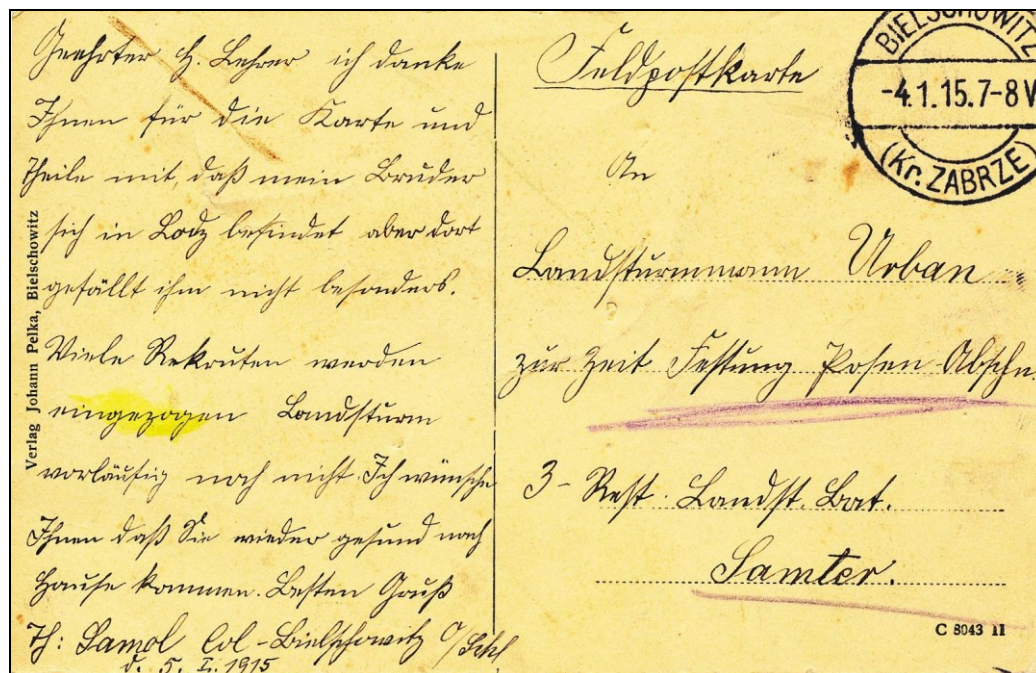 Geehrter H. Lehrer ich danke
Ihnen für die Karte und
Theile mit, daß mein Bruder
sich in Lodz befindet aber dort
gefällt ihm nicht besonders.
Viele Rekruten werden
eingezogen Landsturm
vorläufig noch nicht. Ich wünsche
Ihnen daß Sie wieder gesund nach
Hause kommen. Besten Gruß
Th: Samol Col-Bielschowitz O/Schl
d. 5. I. 1915
Verlag Johann Pelka, Bielschowitz
Feldpostkarte
BIELSCHOWITZ
-4.1.15.7-8V
(Kr. ZABRZE)
An
Landsturmmann Urban
zur Zeit Festung Posen Abschn
3- Rest. Landst. Bat.
Samter.
C 8043 II